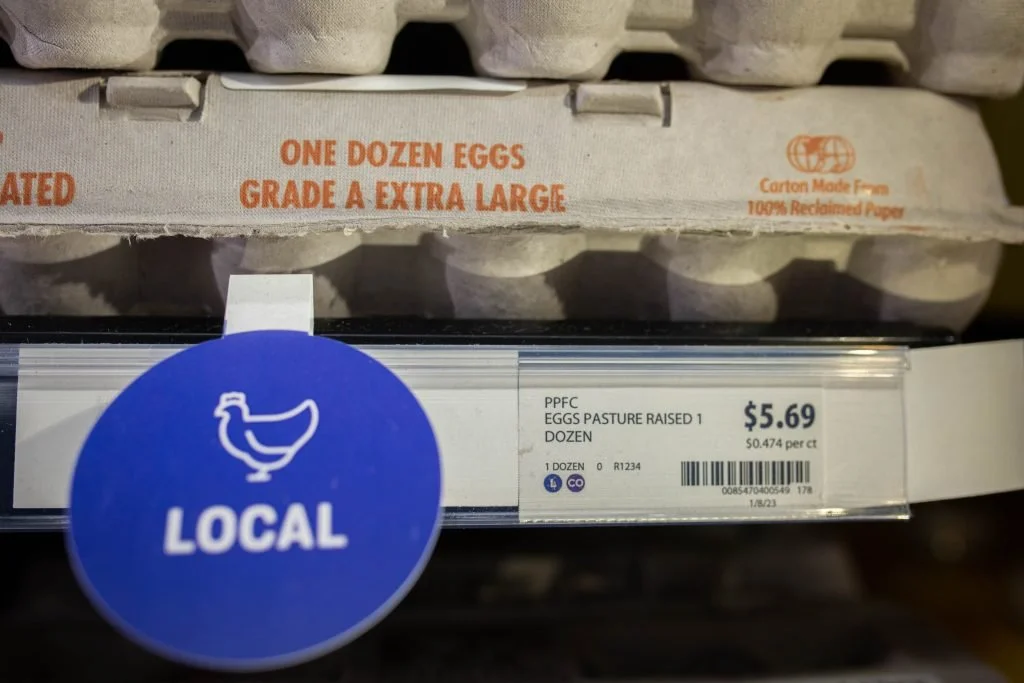 ATED
ONE DOZEN EGGS
GRADE A EXTRA LARGE
Carton Made From
100% Reclaimed Paper
LOCAL
PPFC
EGGS PASTURE RAISED 1
DOZEN
$5.69
$0.474 per ct
1 DOZEN 0 R1234
L CO
0085470400549 178
1/8/23